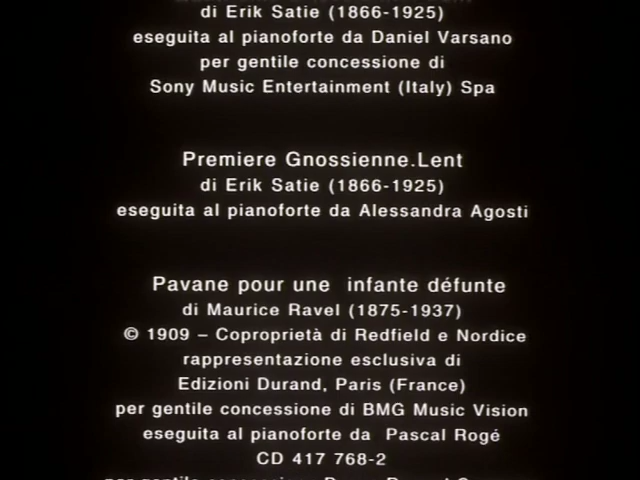 di Erik Satie (1866-1925)
eseguita al pianoforte da Daniel Varsano
per gentile concessione di
Sony Music Entertainment (Italy) Spa
Premiere Gnossienne.Lent
di Erik Satie (1866-1925)
eseguita al pianoforte da Alessandra Agosti
Pavane pour une infante défunte
di Maurice Ravel (1875-1937)
© 1909 – Coproprietà di Redfield e Nordice
rappresentazione esclusiva di
Edizioni Durand, Paris (France)
per gentile concessione di BMG Music Vision
eseguita al pianoforte da Pascal Rogé
CD 417 768-2